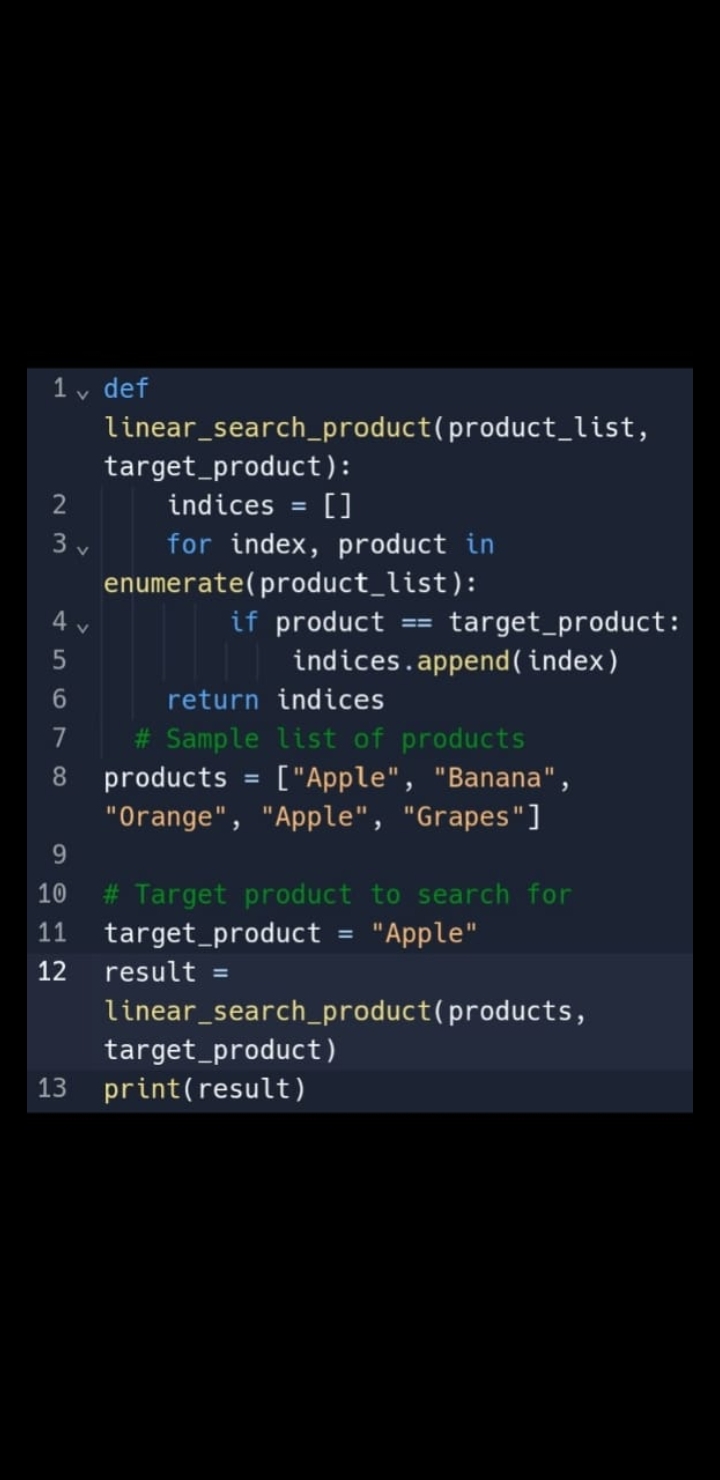 1 def
linear_search_product(product_list,
target_product):
2 indices = []
3 for index, product in
enumerate(product_list):
4 if product == target_product:
5 indices.append(index)
6 return indices
7 # Sample list of products
8 products = ["Apple", "Banana",
"Orange", "Apple", "Grapes"]
9
10 # Target product to search for
11 target_product = "Apple"
12 result =
linear_search_product(products,
target_product)
13 print(result)